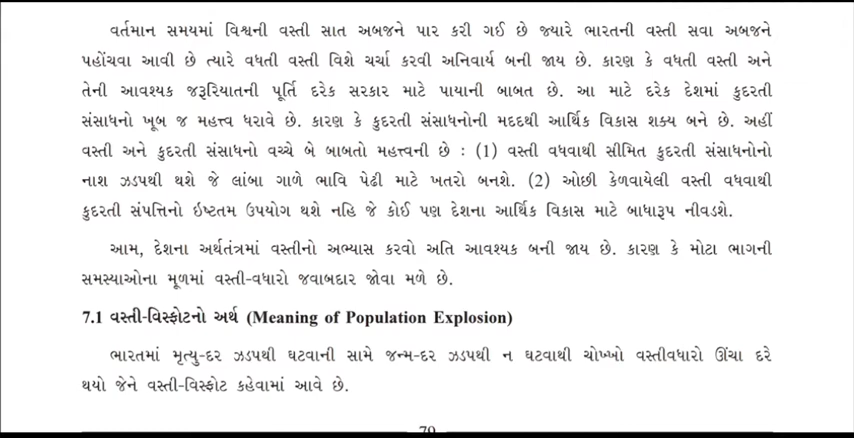 વર્તમાન સમયમાં વિશ્વની વસ્તી સાત અબજને પાર કરી ગઈ છે જ્યારે ભારતની વસ્તી સવા અબજને
પહોંચવા આવી છે ત્યારે વધતી વસ્તી વિશે ચર્ચા કરવી અનિવાર્ય બની જાય છે. કારણ કે વધતી વસ્તી અને
તેની આવશ્યક જરૂરિયાતની પૂર્તિ દરેક સરકાર માટે પાયાની બાબત છે. આ માટે દરેક દેશમાં કુદરતી
સંસાધનો ખૂબ જ મહત્ત્વ ધરાવે છે. કારણ કે કુદરતી સંસાધનોની મદદથી આર્થિક વિકાસ શક્ય બને છે. અહીં
વસ્તી અને કુદરતી સંસાધનો વચ્ચે બે બાબતો મહત્ત્વની છે : (1) વસ્તી વધવાથી સીમિત કુદરતી સંસાધનોનો
નાશ ઝડપથી થશે જે લાંબા ગાળે ભાવિ પેઢી માટે ખતરો બનશે. (2) ઓછી કેળવાયેલી વસ્તી વધવાથી
કુદરતી સંપત્તિનો ઇષ્ટતમ ઉપયોગ થશે નહિ જે કોઈ પણ દેશના આર્થિક વિકાસ માટે બાધારૂપ નીવડશે.
આમ, દેશના અર્થતંત્રમાં વસ્તીનો અભ્યાસ કરવો અતિ આવશ્યક બની જાય છે. કારણ કે મોટા ભાગની
સમસ્યાઓના મૂળમાં વસ્તી-વધારો જવાબદાર જોવા મળે છે.
7.1 વસ્તી-વિસ્ફોટનો અર્થ (Meaning of Population Explosion)
ભારતમાં મૃત્યુ-દર ઝડપથી ઘટવાની સામે જન્મ-દર ઝડપથી ન ઘટવાથી ચોખ્ખો વસ્તીવધારો ઊંચા દરે
થયો જેને વસ્તી-વિસ્ફોટ કહેવામાં આવે છે.